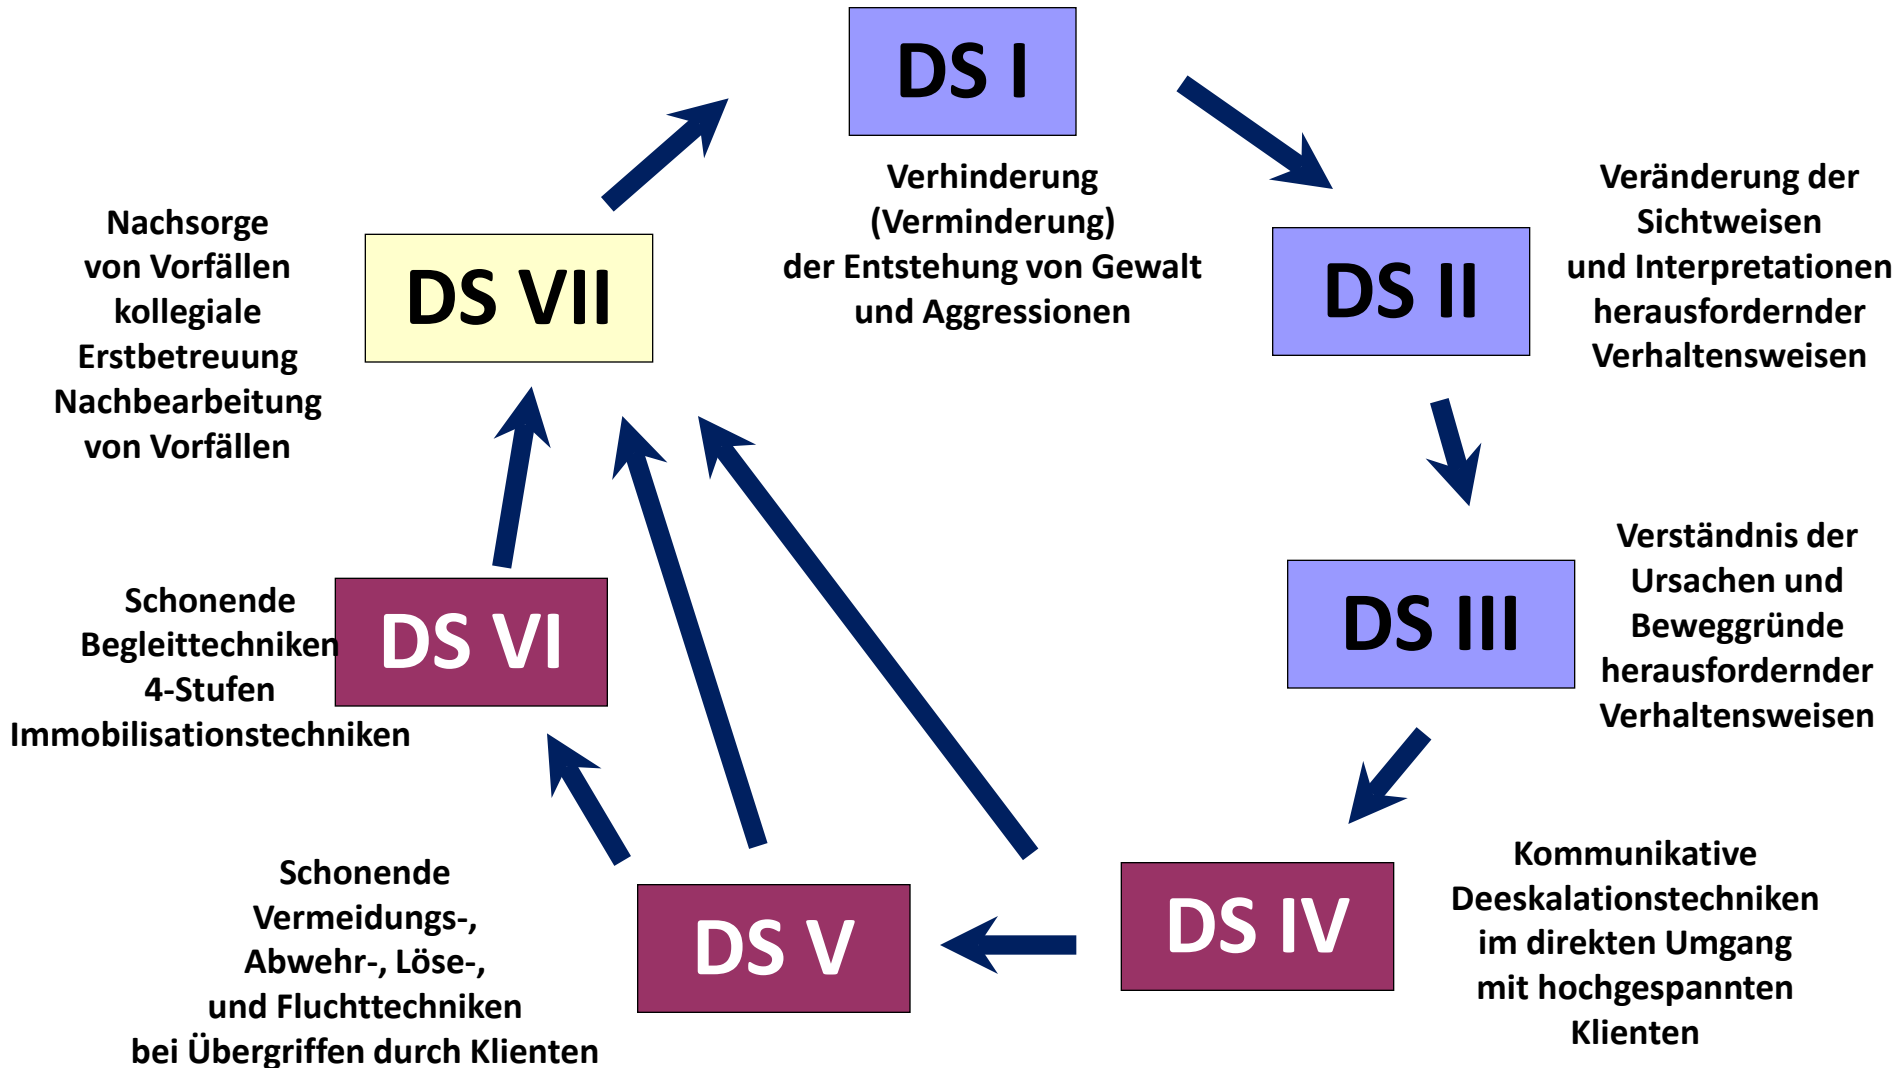 DS I
Verhinderung
(Verminderung)
der Entstehung von Gewalt
und Aggressionen
DS II
Veränderung der
Sichtweisen
und Interpretationen
herausfordernder
Verhaltensweisen
DS III
Verständnis der
Ursachen und
Beweggründe
herausfordernder
Verhaltensweisen
DS IV
Kommunikative
Deeskalationstechniken
im direkten Umgang
mit hochgespannten
Klienten
DS V
Schonende
Vermeidungs-,
Abwehr-, Löse-,
und Fluchttechniken
bei Übergriffen durch Klienten
DS VI
Schonende
Begleittechniken
4-Stufen
Immobilisationstechniken
DS VII
Nachsorge
von Vorfällen
kollegiale
Erstbetreuung
Nachbearbeitung
von Vorfällen